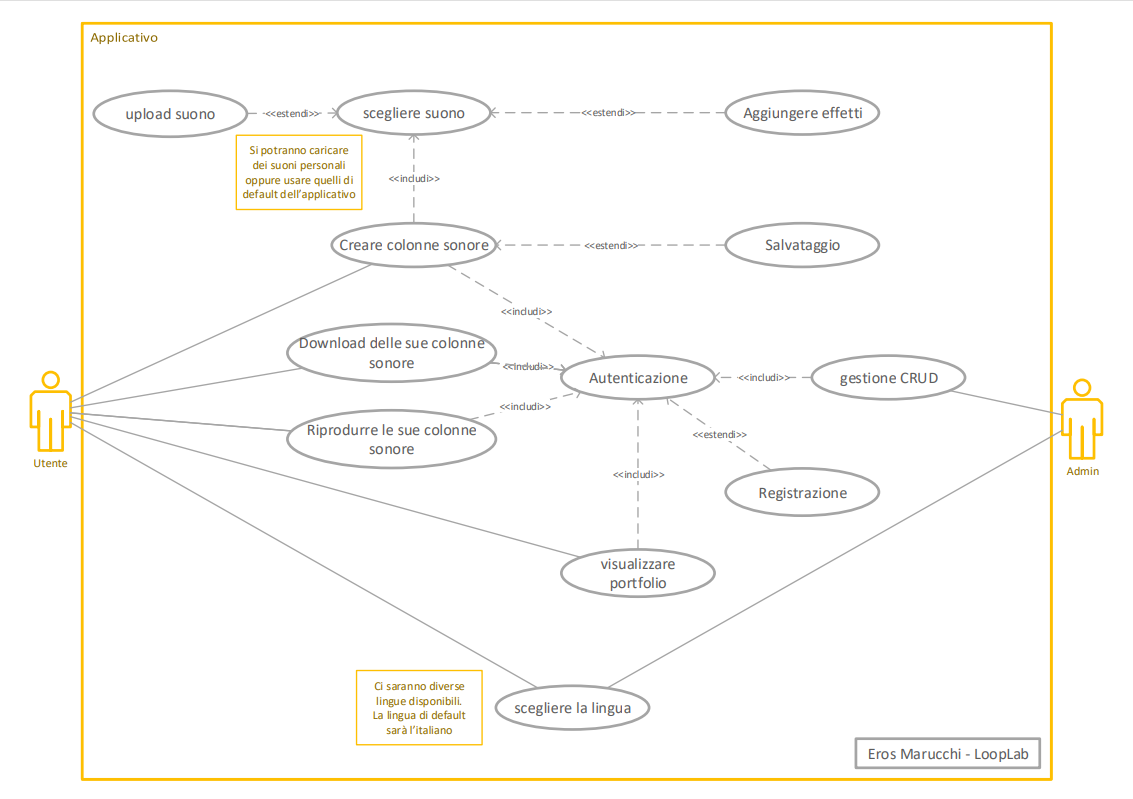 Applicativo
upload suono
<<estendi>>
scegliere suono
<<estendi>>
Aggiungere effetti
Si potranno caricare
dei suoni personali
oppure usare quelli di
default dell'applicativo
<<includi>>
Creare colonne sonore
<<estendi>>
Salvataggio
<<includi>>
Download delle sue colonne
sonore
<<includi>>
Autenticazione
<<includi>>
gestione CRUD
<<includi>>
Riprodurre le sue colonne
sonore
<<estendi>>
Utente
Admin
<<includi>>
Registrazione
visualizzare
portfolio
Ci saranno diverse
lingue disponibili.
La lingua di default
sarà l'italiano
scegliere la lingua
Eros Marucchi - LoopLab